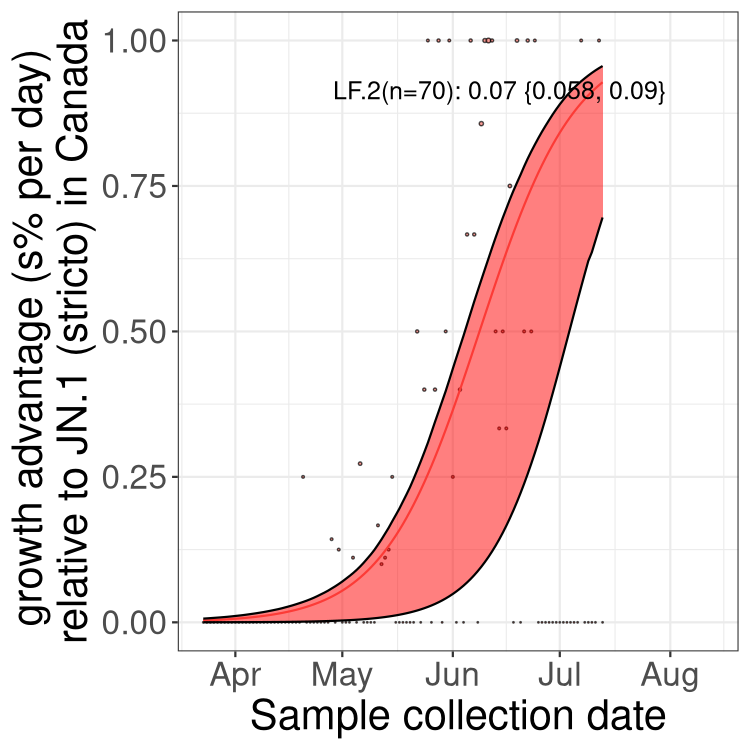 growth advantage (s% per day)
relative to JN.1 (stricto) in Canada
1.00
0.75
0.50
0.25
0.00
LF.2(n=70): 0.07 {0.058, 0.09}
Apr May Jun Jul Aug
Sample collection date